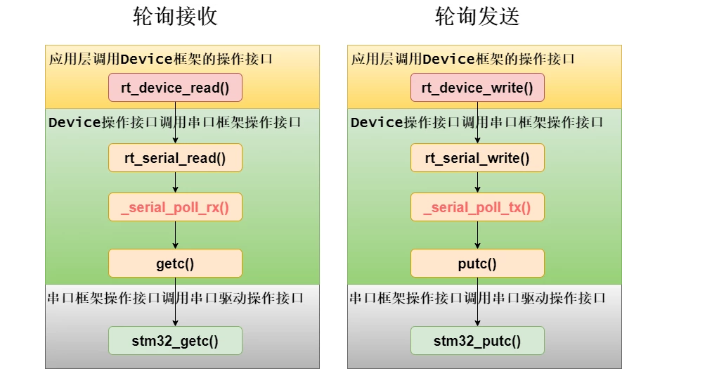 轮询接收
应用层调用Device框架的操作接口
rt_device_read()
Device操作接口调用串口框架操作接口
rt_serial_read()
_serial_poll_rx()
getc()
串口框架操作接口调用串口驱动操作接口
stm32_getc()
轮询发送
应用层调用Device框架的操作接口
rt_device_write()
Device操作接口调用串口框架操作接口
rt_serial_write()
_serial_poll_tx()
putc()
串口框架操作接口调用串口驱动操作接口
stm32_putc()